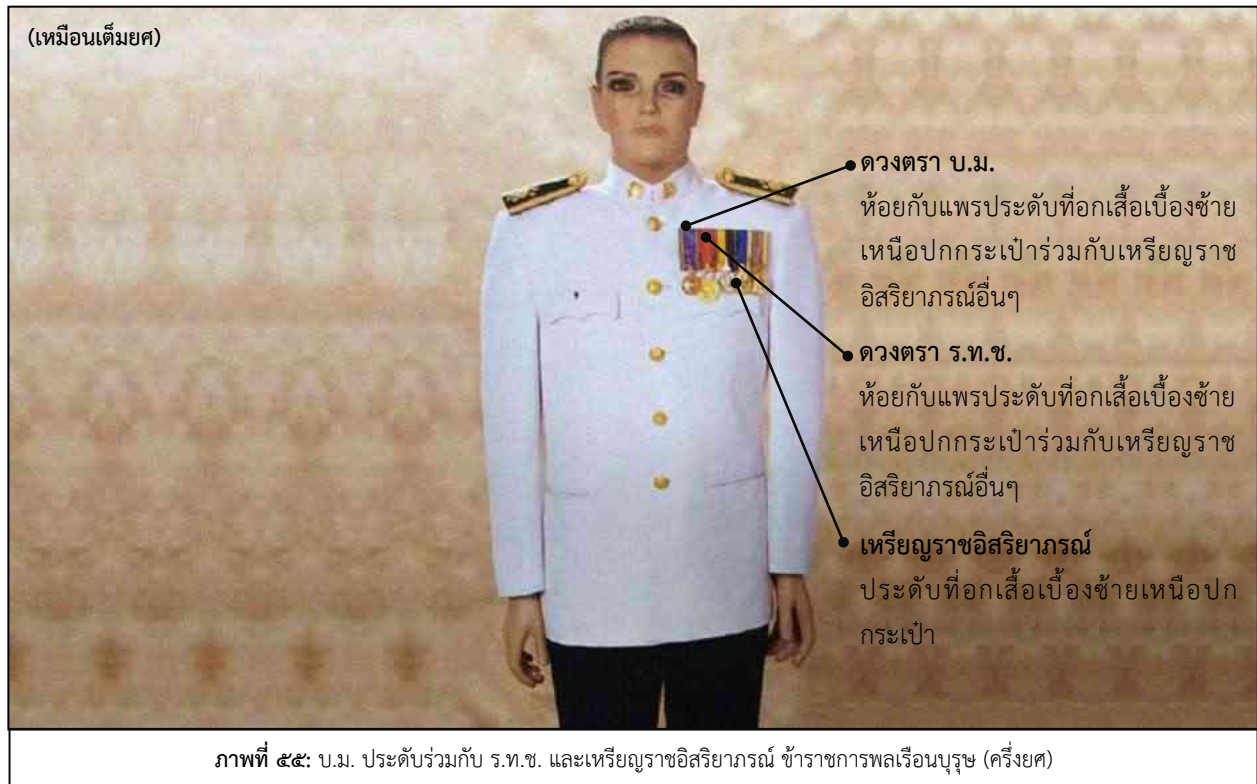 (เหมือนเต็มยศ)
ดวงตรา บ.ม.
ห้อยกับแพรประดับที่อกเสื้อเบื้องซ้าย
เหนือปกกระเป๋าร่วมกับเหรียญราช
อิสริยาภรณ์อื่นๆ
ดวงตรา ร.ท.ช.
ห้อยกับแพรประดับที่อกเสื้อเบื้องซ้าย
เหนือปกกระเป๋าร่วมกับเหรียญราช
อิสริยาภรณ์อื่นๆ
เหรียญราชอิสริยาภรณ์
ประดับที่อกเสื้อเบื้องซ้ายเหนือปก
กระเป๋า
ภาพที่ ๕๕: บ.ม. ประดับร่วมกับ ร.ท.ช. และเหรียญราชอิสริยาภรณ์ ข้าราชการพลเรือนบุรุษ (ครึ่งยศ)